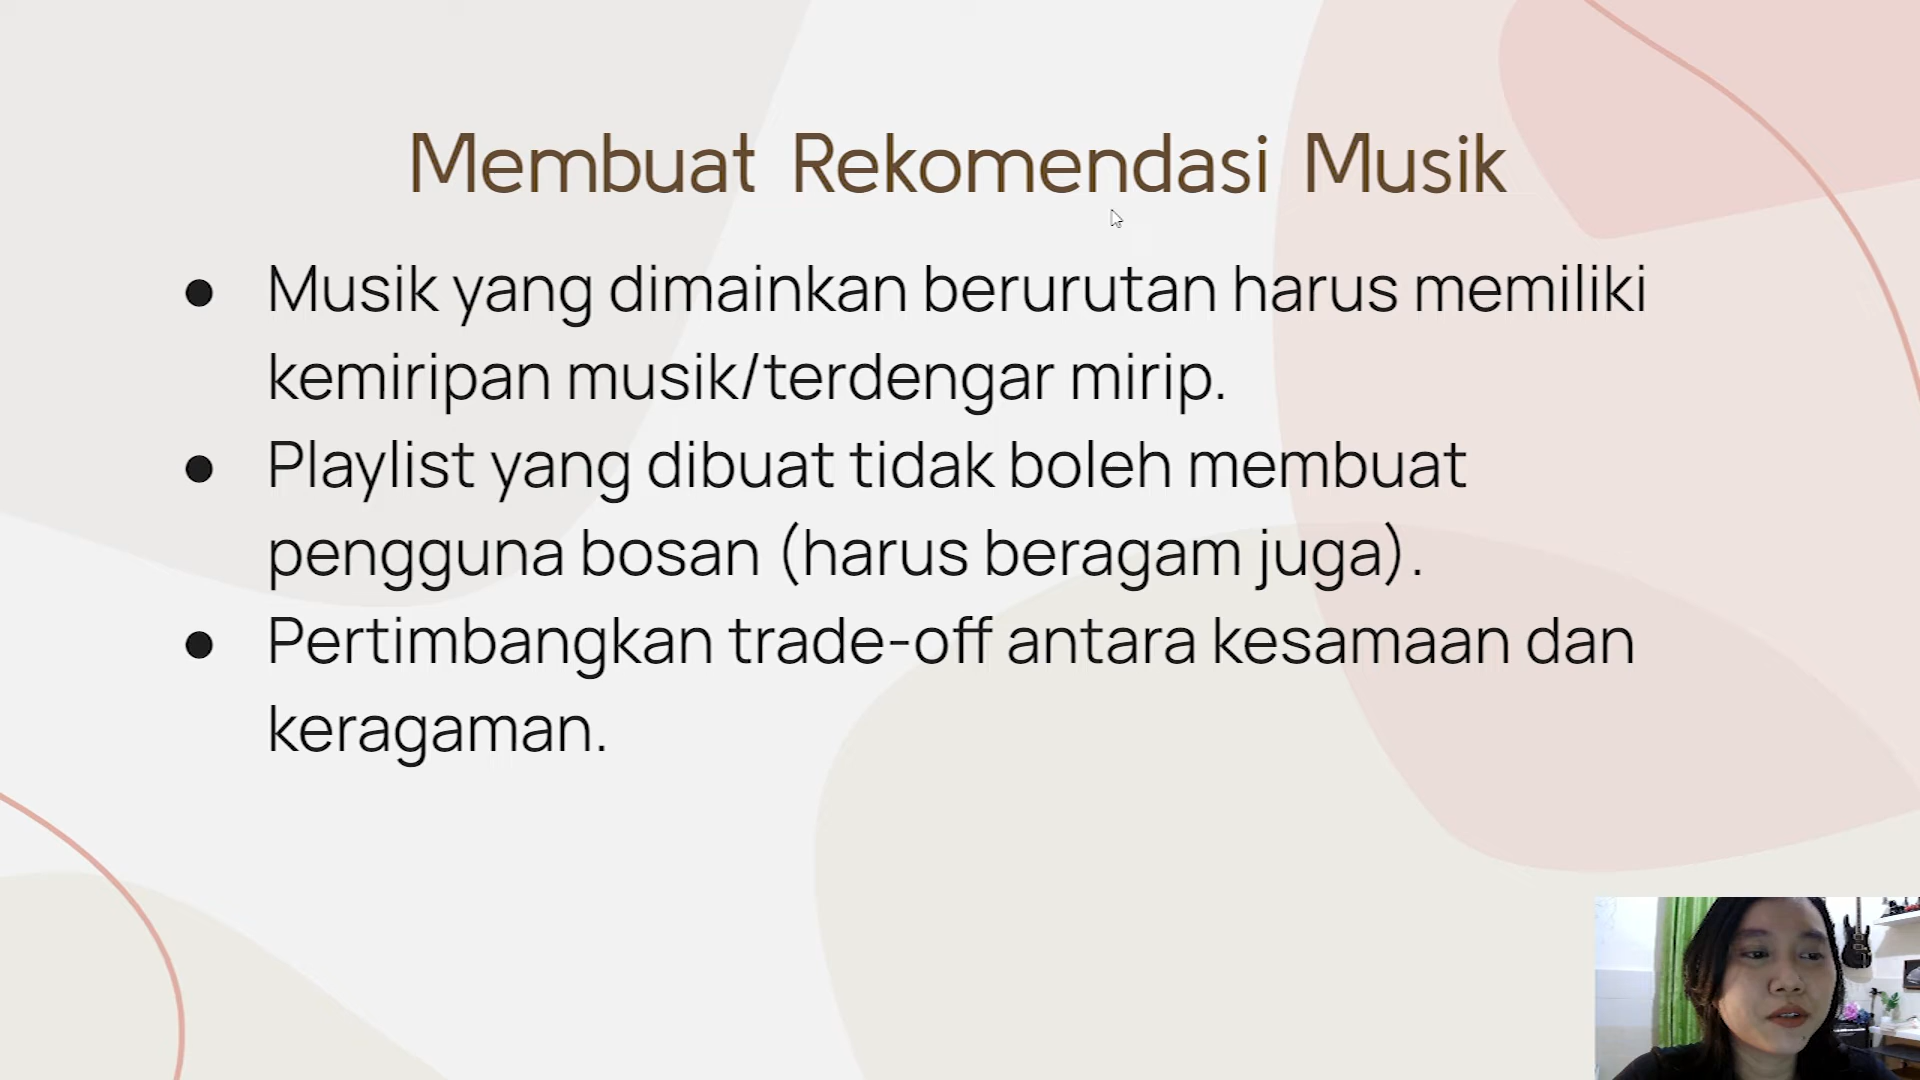 Membuat Rekomendasi Musik
● Musik yang dimainkan berurutan harus memiliki
kemiripan musik/terdengar mirip.
● Playlist yang dibuat tidak boleh membuat
pengguna bosan (harus beragam juga).
● Pertimbangkan trade-off antara kesamaan dan
keragaman.